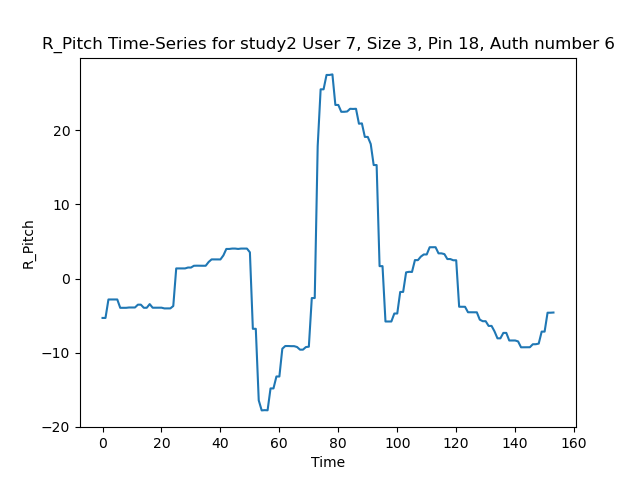 R_Pitch Time-Series for study2 User 7, Size 3, Pin 18, Auth number 6
20
10
0
−10
−20
R_Pitch
0 20 40 60 80 100 120 140 160
Time